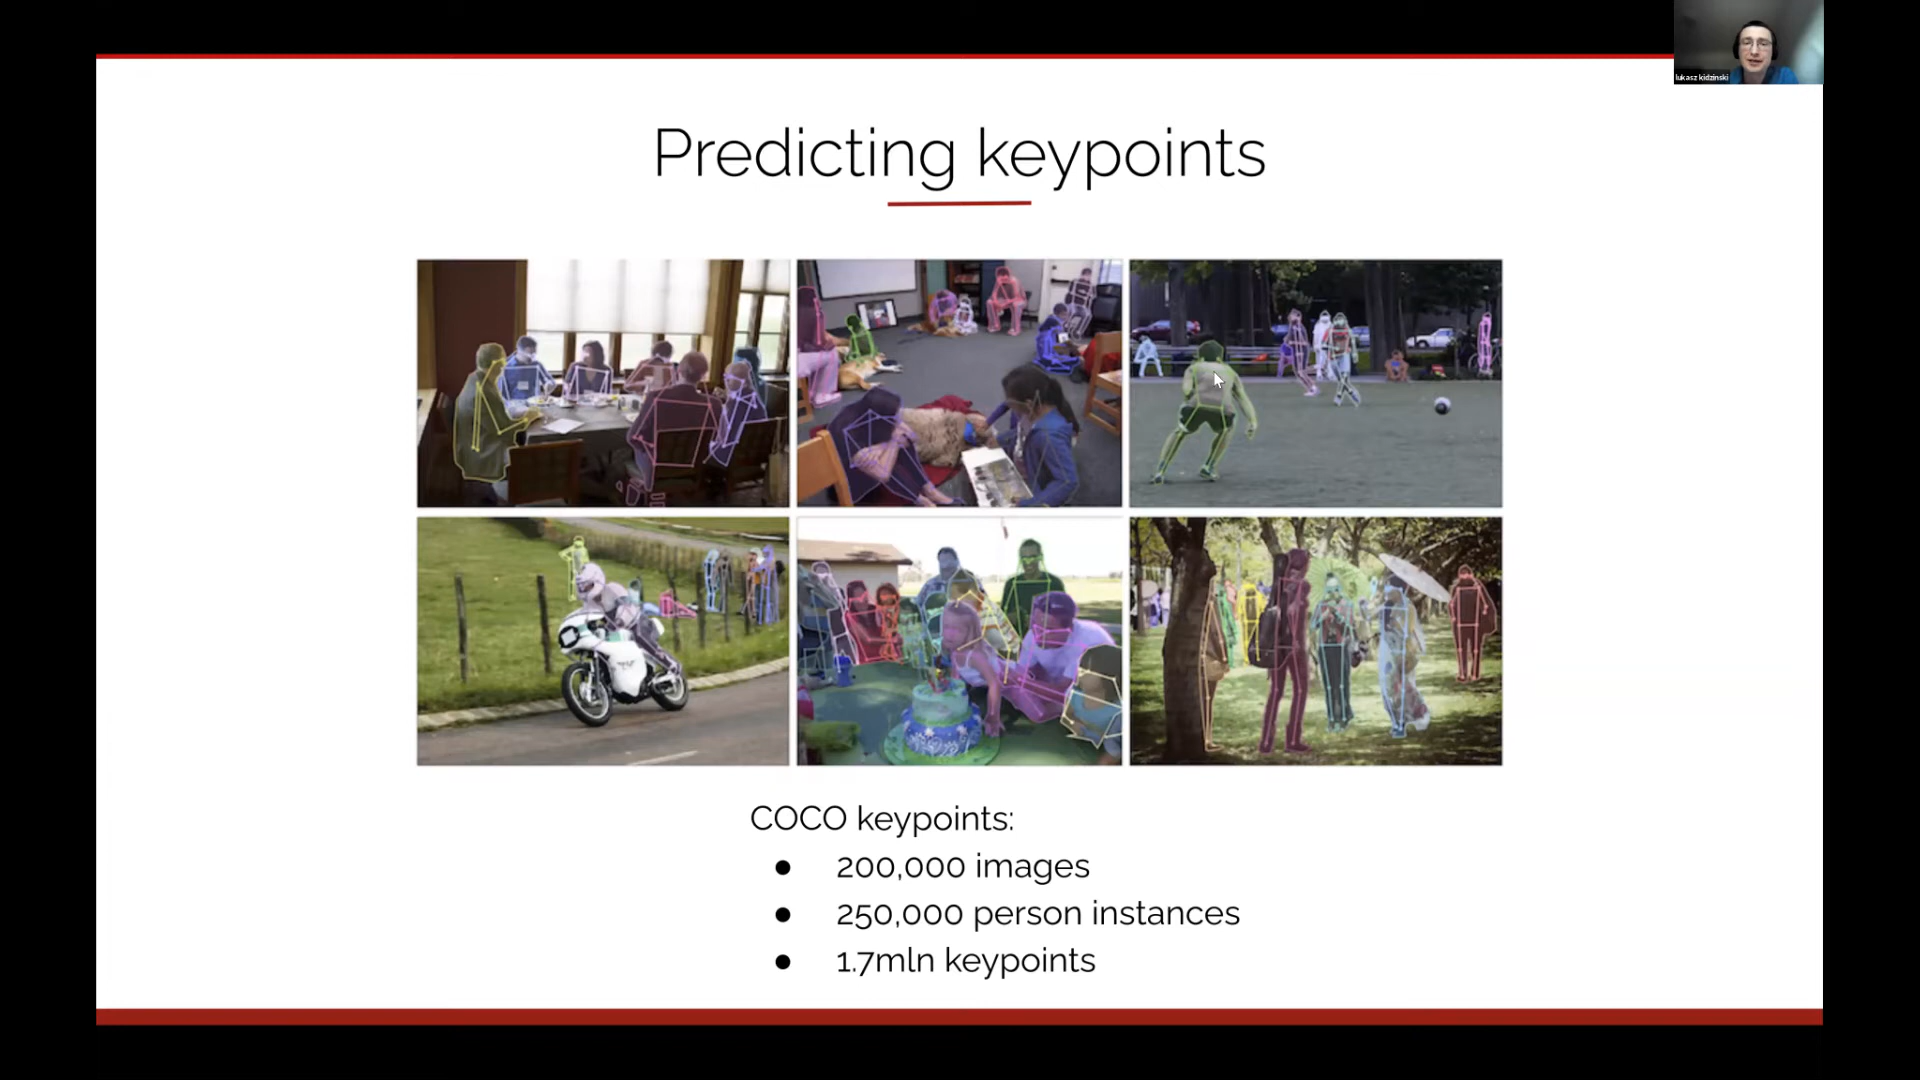 lukasz kidzinski
Predicting keypoints
COCO keypoints:
● 200,000 images
● 250,000 person instances
● 1.7mln keypoints